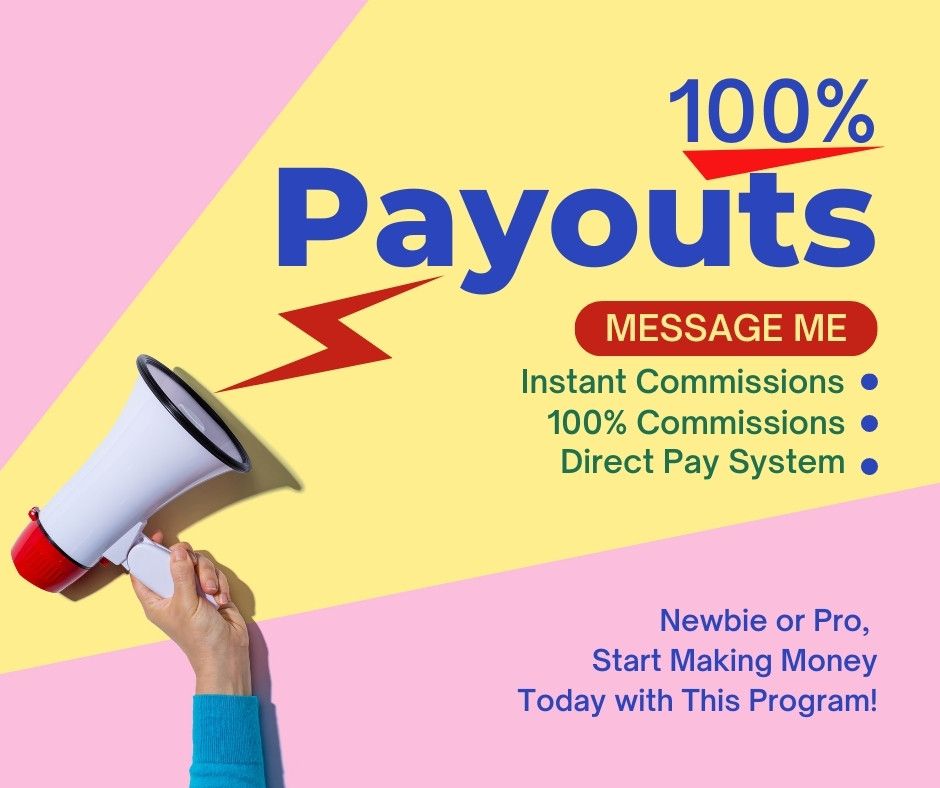 100%
Payouts
MESSAGE ME
Instant Commissions
100% Commissions
Direct Pay System
Newbie or Pro,
Start Making Money
Today with This Program!